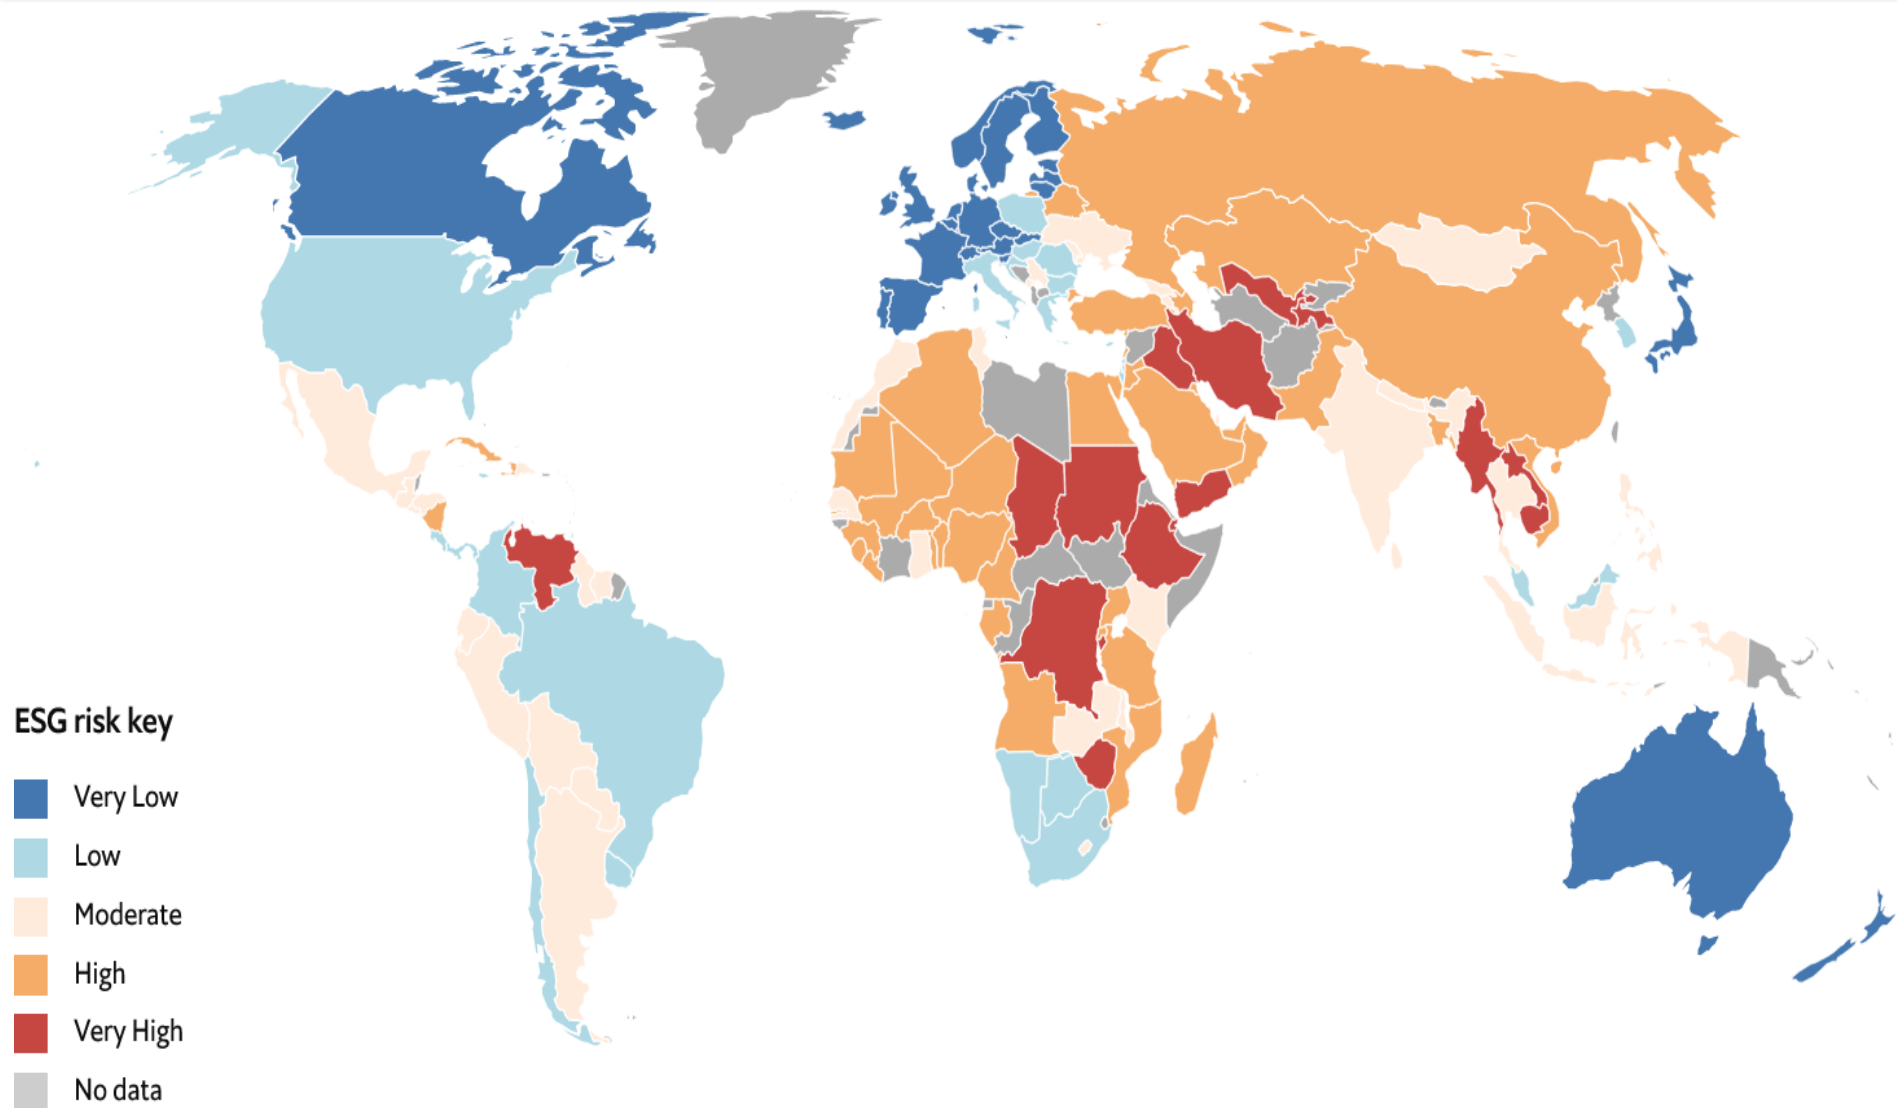 ESG risk key
Very Low
Low
Moderate
High
Very High
No data